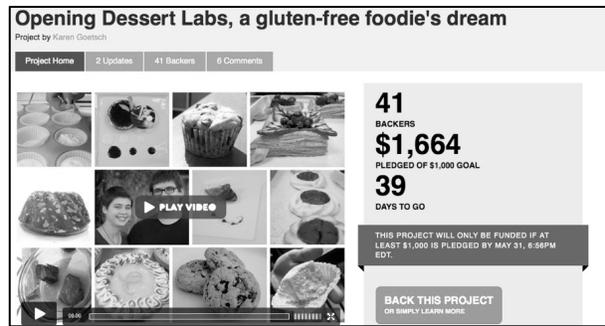 Opening Dessert Labs, a gluten-free foodie's dream
Project by Karen Goetsch
Project Home 2 Updates 41 Backers 6 Comments
PLAY VIDEO
00:00
41
BACKERS
$1,664
PLEDGED OF $1,000 GOAL
39
DAYS TO GO
THIS PROJECT WILL ONLY BE FUNDED IF AT
LEAST $1,000 IS PLEDGED BY MAY 31, 6:56PM
EDT.
BACK THIS PROJECT
OR SIMPLY LEARN MORE